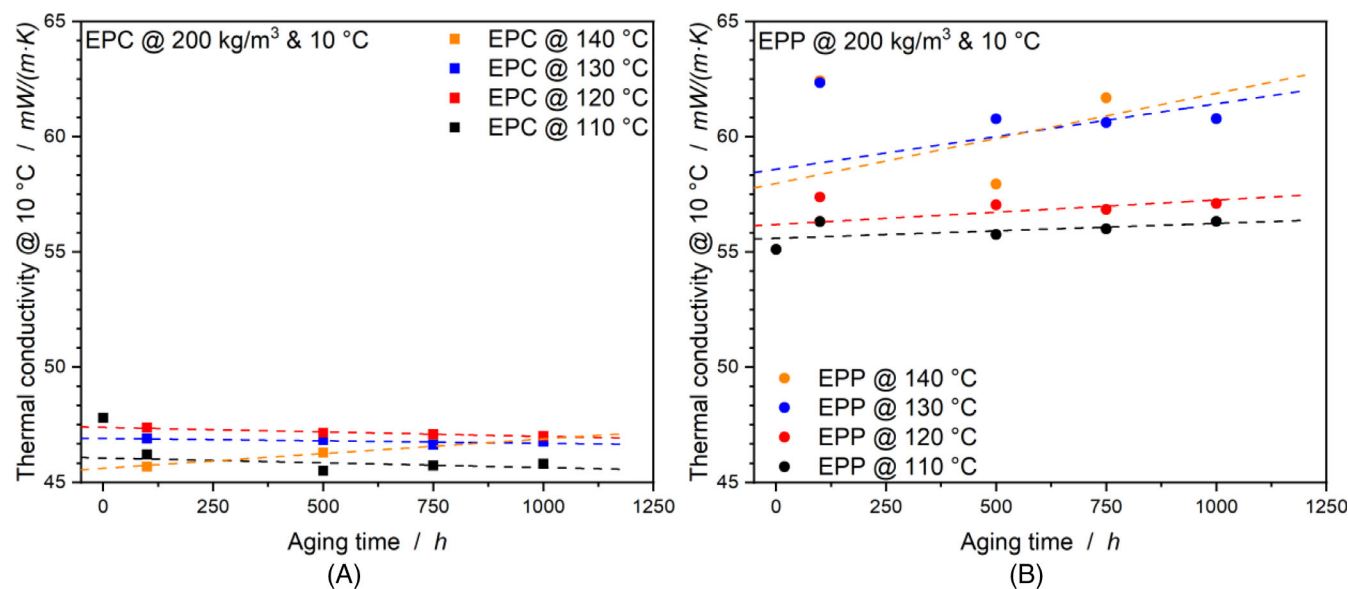 EPC @ 200 kg/m³ & 10 °C
EPC @ 140 °C
EPC @ 130 °C
EPC @ 120 °C
EPC @ 110 °C
Thermal conductivity @ 10 °C / mW/(m·K)
65
60
55
50
45
0 250 500 750 1000 1250
Aging time / h
(A)
EPP @ 200 kg/m³ & 10 °C
EPP @ 140 °C
EPP @ 130 °C
EPP @ 120 °C
EPP @ 110 °C
Thermal conductivity @ 10 °C / mW/(m·K)
65
60
55
50
45
0 250 500 750 1000 1250
Aging time / h
(B)